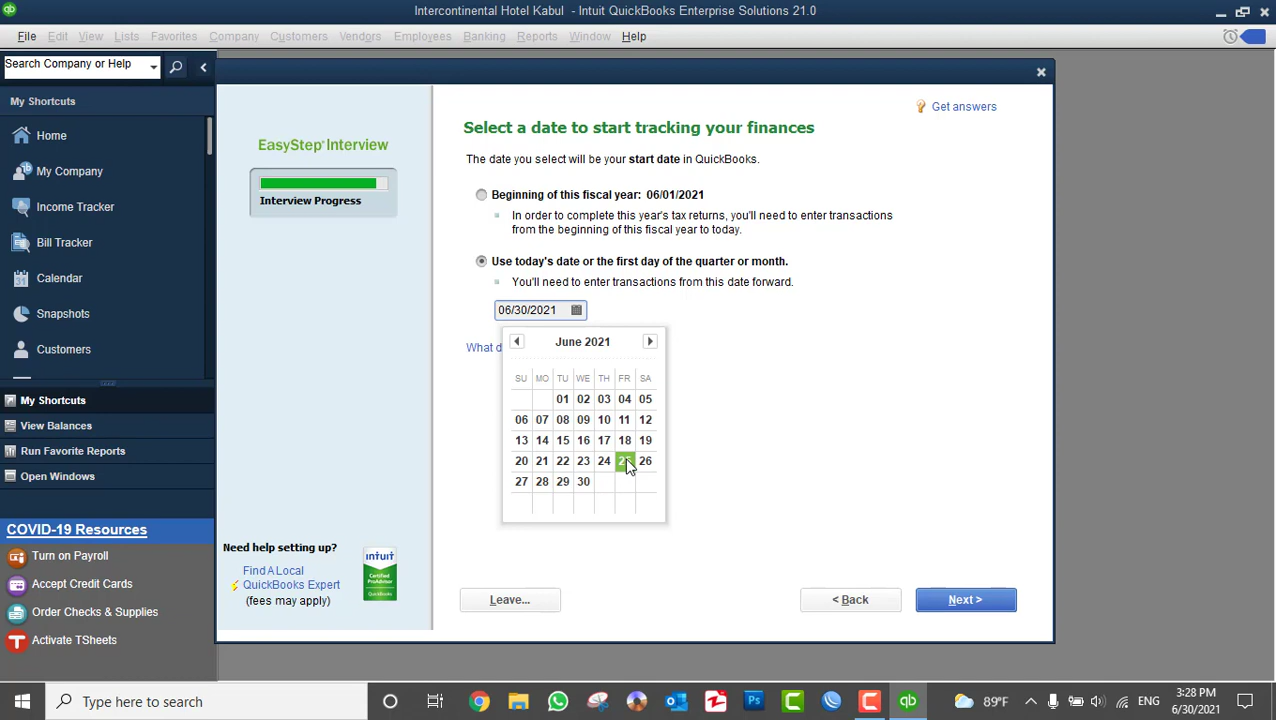 Intercontinental Hotel Kabul - Intuit QuickBooks Enterprise Solutions 21.0
File Edit View Lists Favorites Company Customers Vendors Employees Banking Reports Window Help
Search Company or Help
My Shortcuts
Home
My Company
Income Tracker
Bill Tracker
Calendar
Snapshots
Customers
My Shortcuts
View Balances
Run Favorite Reports
Open Windows
COVID-19 Resources
Turn on Payroll
Accept Credit Cards
Order Checks & Supplies
Activate TSheets
EasyStep Interview
Interview Progress
Need help setting up?
Find A Local
QuickBooks Expert
(fees may apply)
intuit
Certified
ProAdvisor
QuickBooks
Get answers
Select a date to start tracking your finances
The date you select will be your start date in QuickBooks.
Beginning of this fiscal year: 06/01/2021
In order to complete this year's tax returns, you'll need to enter transactions
from the beginning of this fiscal year to today.
Use today's date or the first day of the quarter or month.
You'll need to enter transactions from this date forward.
06/30/2021
What d
June 2021
SU MO TU WE TH FR SA
01 02 03 04 05
06 07 08 09 10 11 12
13 14 15 16 17 18 19
20 21 22 23 24 25 26
27 28 29 30
Leave...
< Back
Next >
Type here to search
89°F
ENG
3:28 PM
6/30/2021